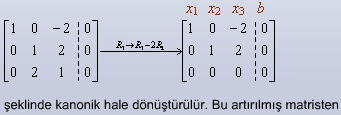 x₁ x₂ x₃ b
[1 0 -2 ¦ 0] [1 0 -2 ¦ 0]
[0 1 2 ¦ 0] R₃→R₃-2R₂ [0 1 2 ¦ 0]
[0 2 1 ¦ 0] [0 0 0 ¦ 0]
şeklinde kanonik hale dönüştürülür. Bu artırılmış matristen